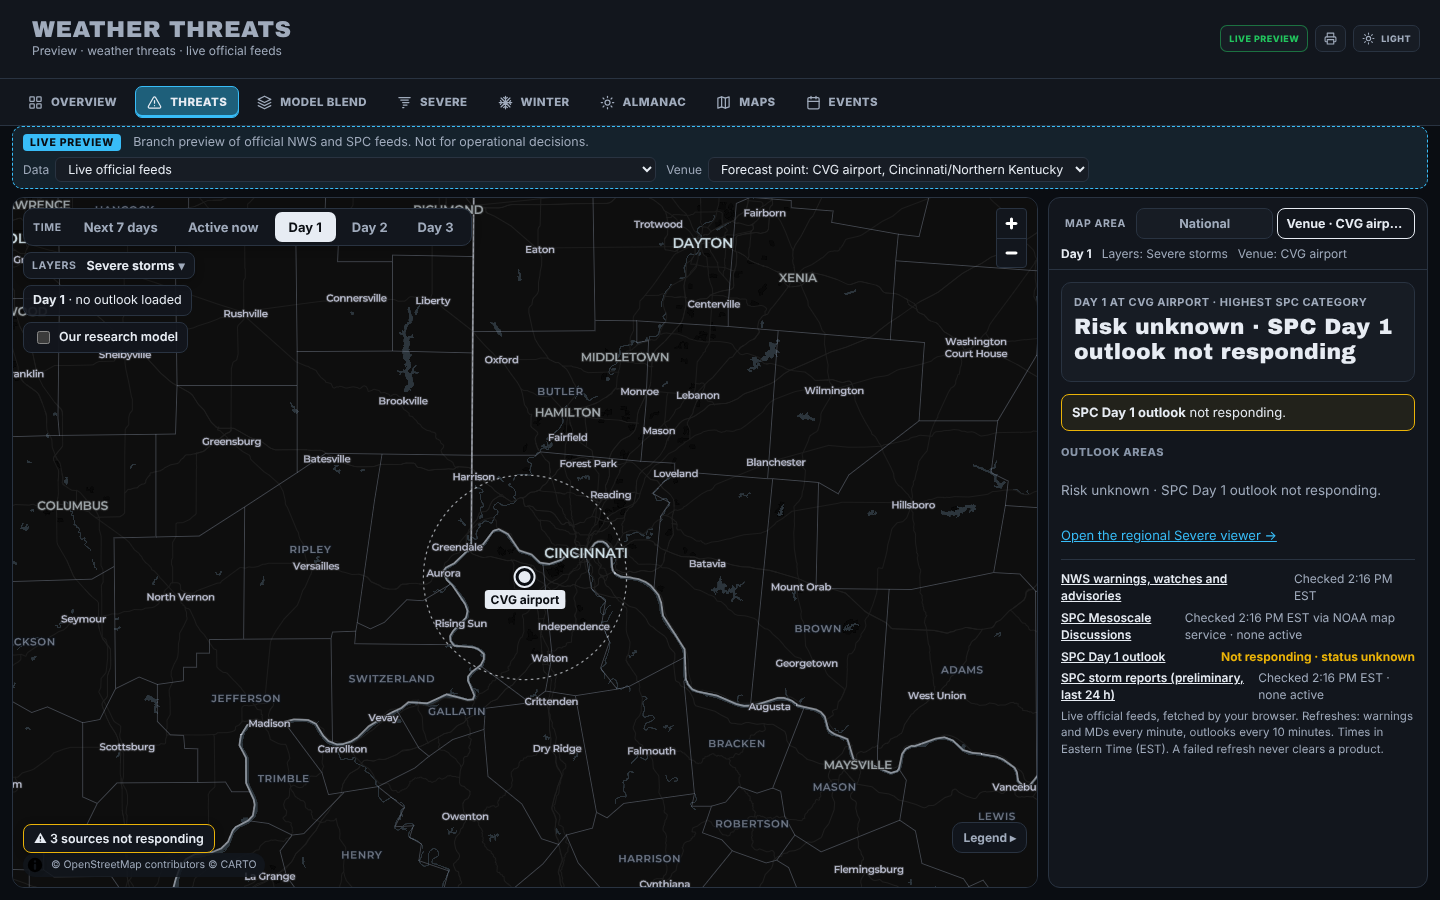 WEATHER THREATS
Preview · weather threats · live official feeds
LIVE PREVIEW
LIGHT
OVERVIEW
THREATS
MODEL BLEND
SEVERE
WINTER
ALMANAC
MAPS
EVENTS
LIVE PREVIEW Branch preview of official NWS and SPC feeds. Not for operational decisions.
Data Live official feeds
Venue Forecast point: CVG airport, Cincinnati/Northern Kentucky
TIME Next 7 days Active now Day 1 Day 2 Day 3
LAYERS Severe storms ▾
Day 1 · no outlook loaded
Our research model
+
−
Fairborn
Trotwood
DAYTON
Eaton
XENIA
Connersville
Liberty
Centerville
Rushville
Shelbyville
Washington
Court House
Oxford
MIDDLETOWN
anklin
BUTLER
Monroe
Lebanon
Wilmington
Brookville
HAMILTON
Mason
Fairfield
Greensburg
Batesville
Forest Park
Blanchester
Loveland
Harrison
Reading
COLUMBUS
Hillsboro
RIPLEY
Greendale
CINCINNATI
Versailles
Batavia
Aurora
Mount Orab
North Vernon
CVG airport
Seymour
Rising Sun
Independence
BROWN
CKSON
Walton
Georgetown
ADAMS
SWITZERLAND
JEFFERSON
West Union
Crittenden
GALLATIN
Augusta
Madison
Vevay
Scottsburg
Carrollton
Dry Ridge
Falmouth
BRACKEN
MAYSVILLE
TRIMBLE
MASON
Vancebu
Owenton
LEWIS
ROBERTSON
HENRY
HARRISON
Flemingsburg
La Grange
Cynthiana
⚠ 3 sources not responding
© OpenStreetMap contributors © CARTO
Legend ▸
MAP AREA National Venue · CVG airp...
Day 1 Layers: Severe storms Venue: CVG airport
DAY 1 AT CVG AIRPORT · HIGHEST SPC CATEGORY
Risk unknown · SPC Day 1
outlook not responding
SPC Day 1 outlook not responding.
OUTLOOK AREAS
Risk unknown · SPC Day 1 outlook not responding.
Open the regional Severe viewer →
NWS warnings, watches and advisories
Checked 2:16 PM EST
SPC Mesoscale Discussions
Checked 2:16 PM EST via NOAA map service · none active
SPC Day 1 outlook
Not responding · status unknown
SPC storm reports (preliminary, last 24 h)
Checked 2:16 PM EST · none active
Live official feeds, fetched by your browser. Refreshes: warnings
and MDs every minute, outlooks every 10 minutes. Times in
Eastern Time (EST). A failed refresh never clears a product.